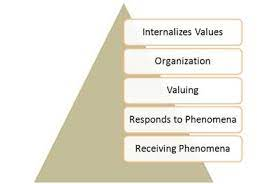 Internalizes Values
Organization
Valuing
Responds to Phenomena
Receiving Phenomena